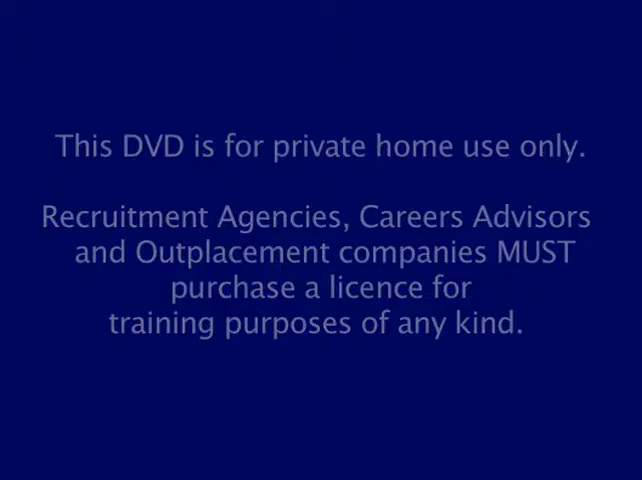 This DVD is for private home use only.
Recruitment Agencies, Careers Advisors
and Outplacement companies MUST
purchase a licence for
training purposes of any kind.